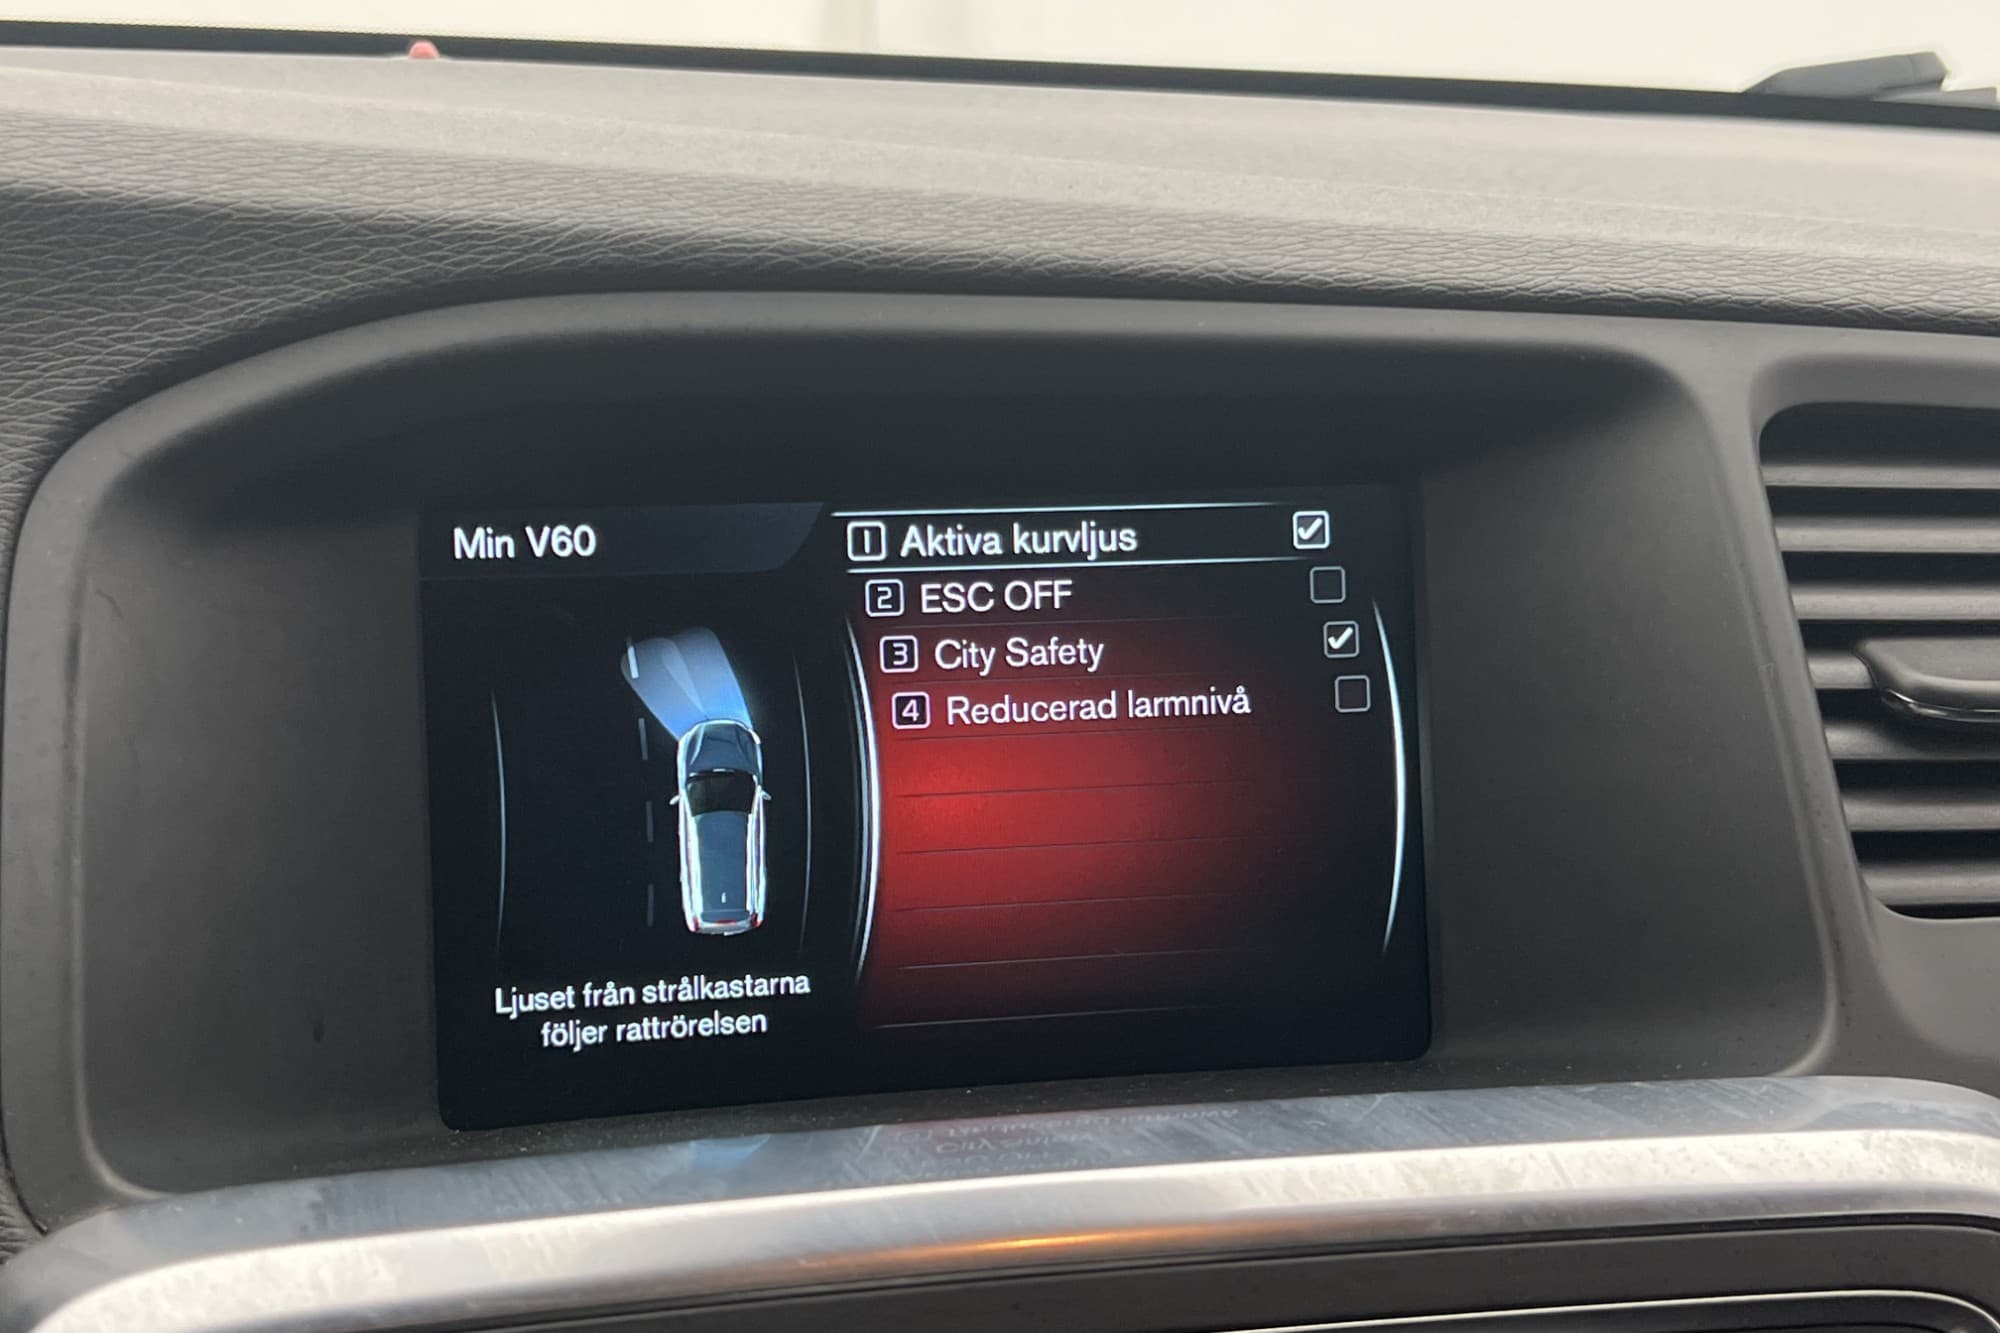 Min V60
1 Aktiva kurvljus
2 ESC OFF
3 City Safety
4 Reducerad larmnivå
Ljuset från strålkastarna
följer rattrörelsen